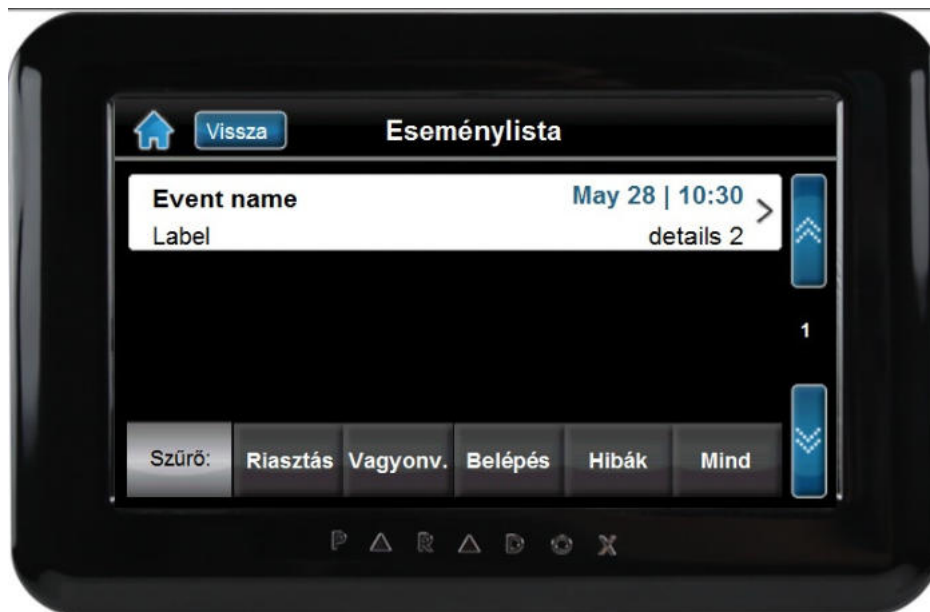 Vissza
Eseménylista
Event name
May 28 | 10:30
Label
details 2
1
Szűrő:
Riasztás
Vagyonv.
Belépés
Hibák
Mind
PARADOX